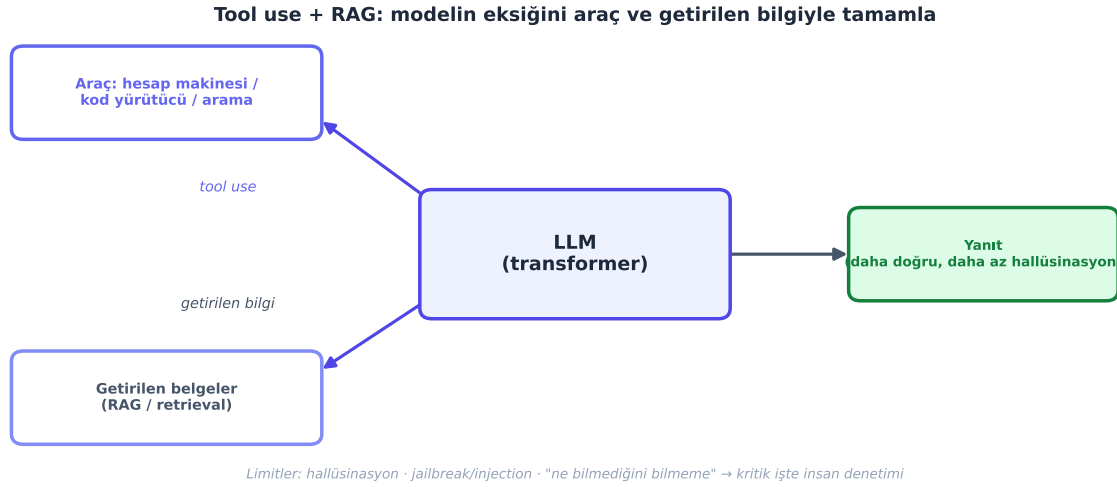 Tool use + RAG: modelin eksiğini araç ve getirilen bilgiyle tamamla
Araç: hesap makinesi /
kod yürütücü / arama
tool use
LLM
(transformer)
Yanıt
(daha doğru, daha az hallüsinasyon
getirilen bilgi
Getirilen belgeler
(RAG / retrieval)
Limitler: hallüsinasyon · jailbreak/injection · "ne bilmediğini bilmeme" → kritik işte insan denetimi